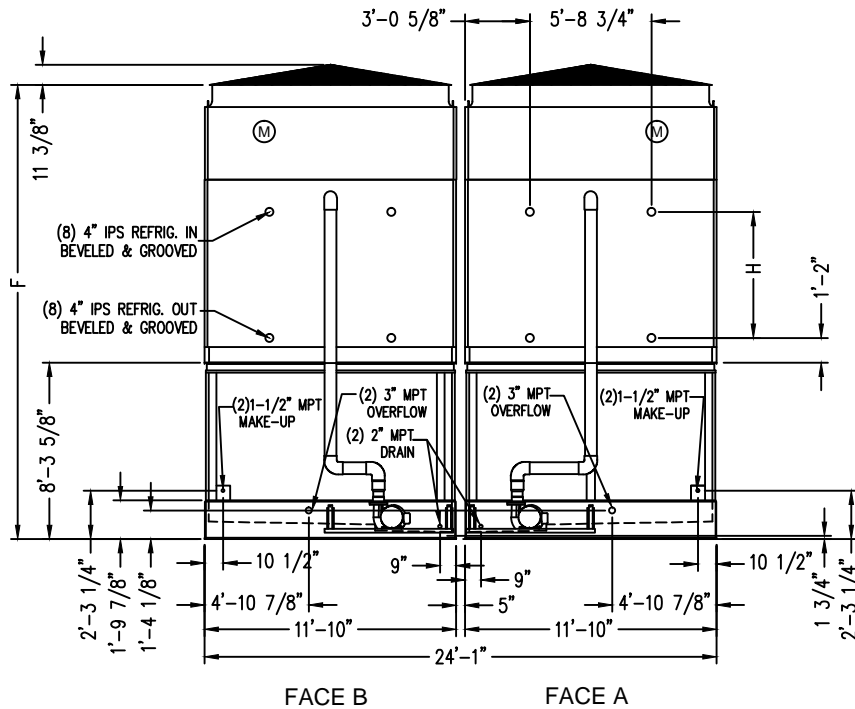 3'-0 5/8"
5'-8 3/4"
11 3/8"
M
M
(8) 4" IPS REFRIG. IN
BEVELED & GROOVED
F
H
1'-2"
(8) 4" IPS REFRIG. OUT
BEVELED & GROOVED
8'-3 5/8"
(2)1-1/2" MPT
MAKE-UP
(2) 3" MPT
OVERFLOW
(2) 2" MPT
DRAIN
(2) 3" MPT
OVERFLOW
(2)1-1/2" MPT
MAKE-UP
2'-3 1/4"
1'-9 7/8"
1'-4 1/8"
10 1/2"
9"
9"
10 1/2"
1 3/4"
2'-3 1/4"
4'-10 7/8"
5"
4'-10 7/8"
11'-10"
11'-10"
24'-1"
FACE B
FACE A